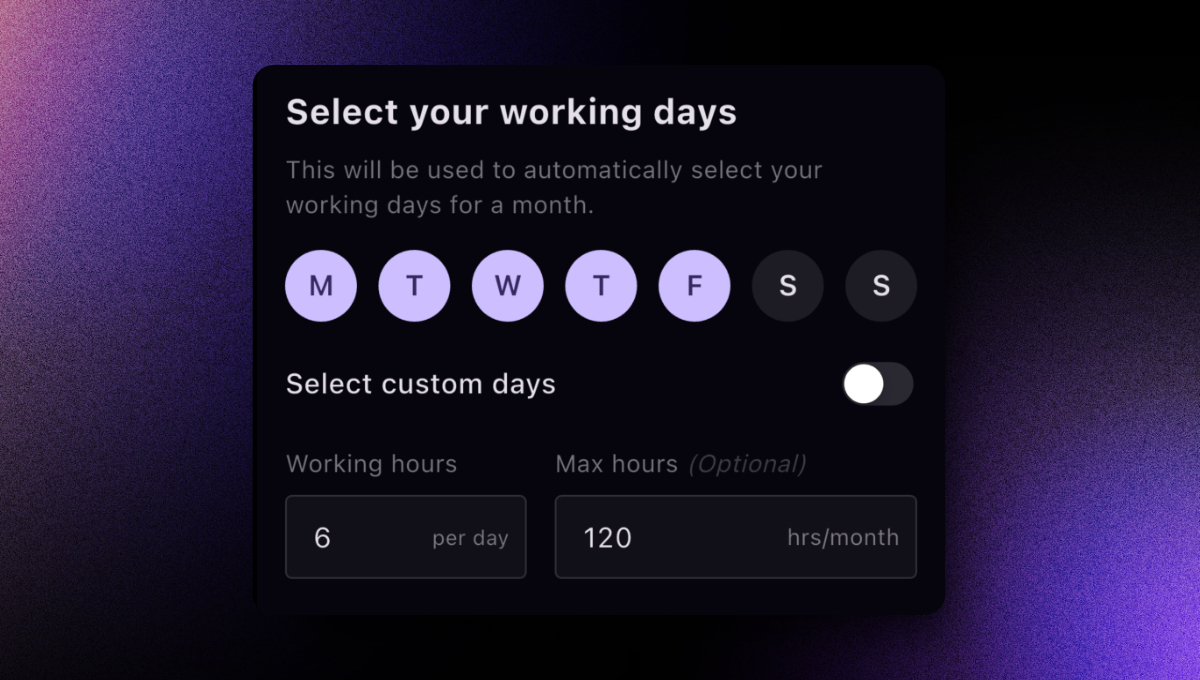 Select your working days
This will be used to automatically select your
working days for a month.
M T W T F S S
Select custom days
Working hours Max hours (Optional)
6 per day 120 hrs/month